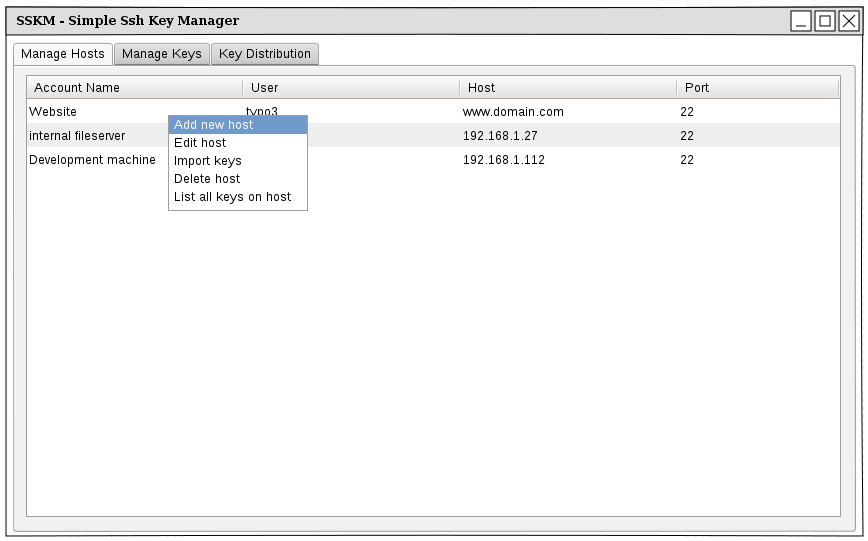 SSKM - Simple Ssh Key Manager
Manage Hosts Manage Keys Key Distribution
Account Name User Host Port
Website typo3 www.domain.com 22
Add new host
internal fileserver 192.168.1.27 22
Edit host
Development machine 192.168.1.112 22
Import keys
Delete host
List all keys on host